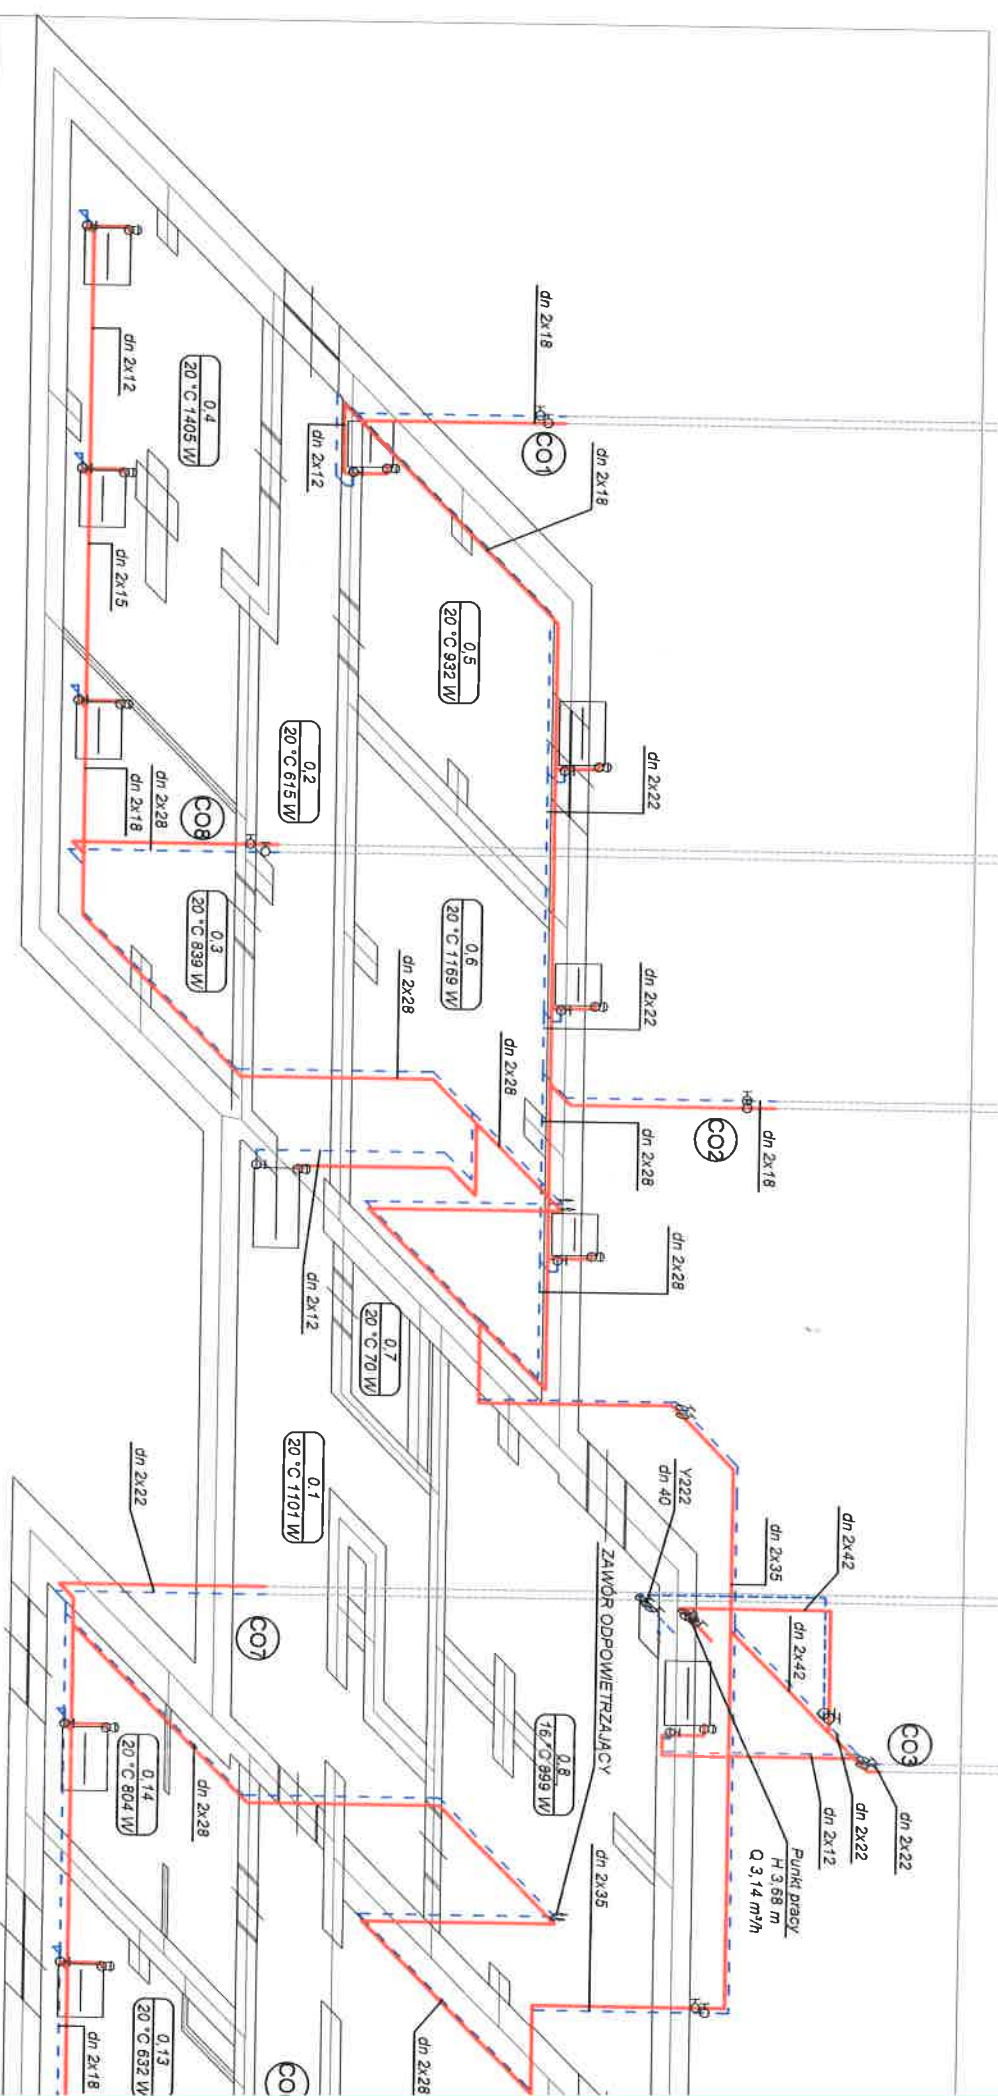 dn 2x18
CO1
dn 2x18
dn 2x12
dn 2x12
0,4
20 °C 1405 W
dn 2x15
0,5
20 °C 932 W
0,2
20 °C 615 W
dn 2x22
dn 2x18
dn 2x28
CO8
0,3
20 °C 839 W
0,6
20 °C 1169 W
dn 2x28
dn 2x22
dn 2x28
CO2
dn 2x18
dn 2x28
dn 2x28
dn 2x12
0,7
20 °C 70 W
0,1
20 °C 1101 W
dn 2x22
Y222
dn 40
ZAWÓR ODPOWIETRZAJĄCY
dn 2x35
dn 2x42
dn 2x42
CO3
dn 2x22
dn 2x22
dn 2x12
Punkt pracy
H 3,68 m
Q 3,14 m³/h
CO7
0,8
16 °C 899 W
0,14
20 °C 804 W
dn 2x28
dn 2x35
dn 2x28
0,13
20 °C 632 W
dn 2x18